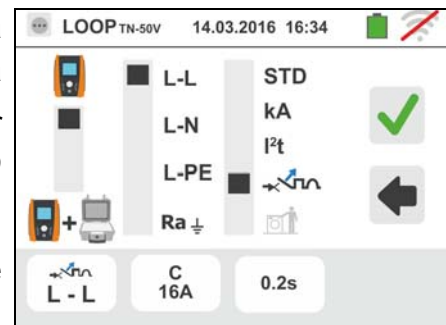 LOOP TN-50V 14.03.2016 16:34
L-L STD
L-N kA
I²t
L-PE
Ra
L - L
C
16A
0.2s